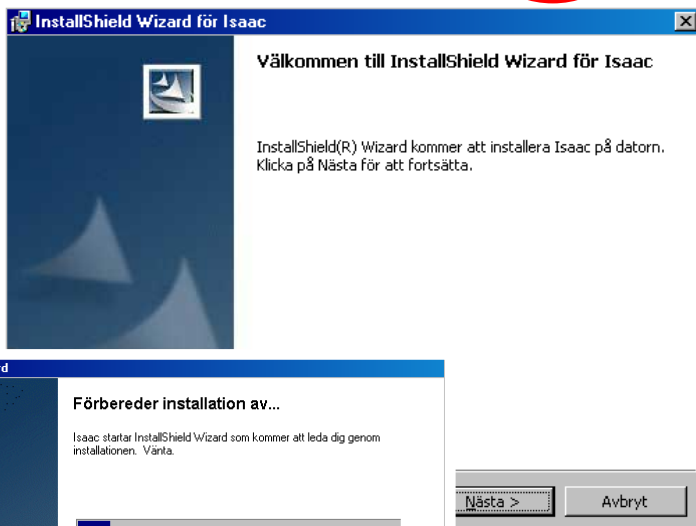 InstallShield Wizard för Isaac
Välkommen till InstallShield Wizard för Isaac
InstallShield(R) Wizard kommer att installera Isaac på datorn.
Klicka på Nästa för att fortsätta.
Förbereder installation av...
Isaac startar InstallShield Wizard som kommer att leda dig genom
installationen. Vänta.
Nästa >
Avbryt